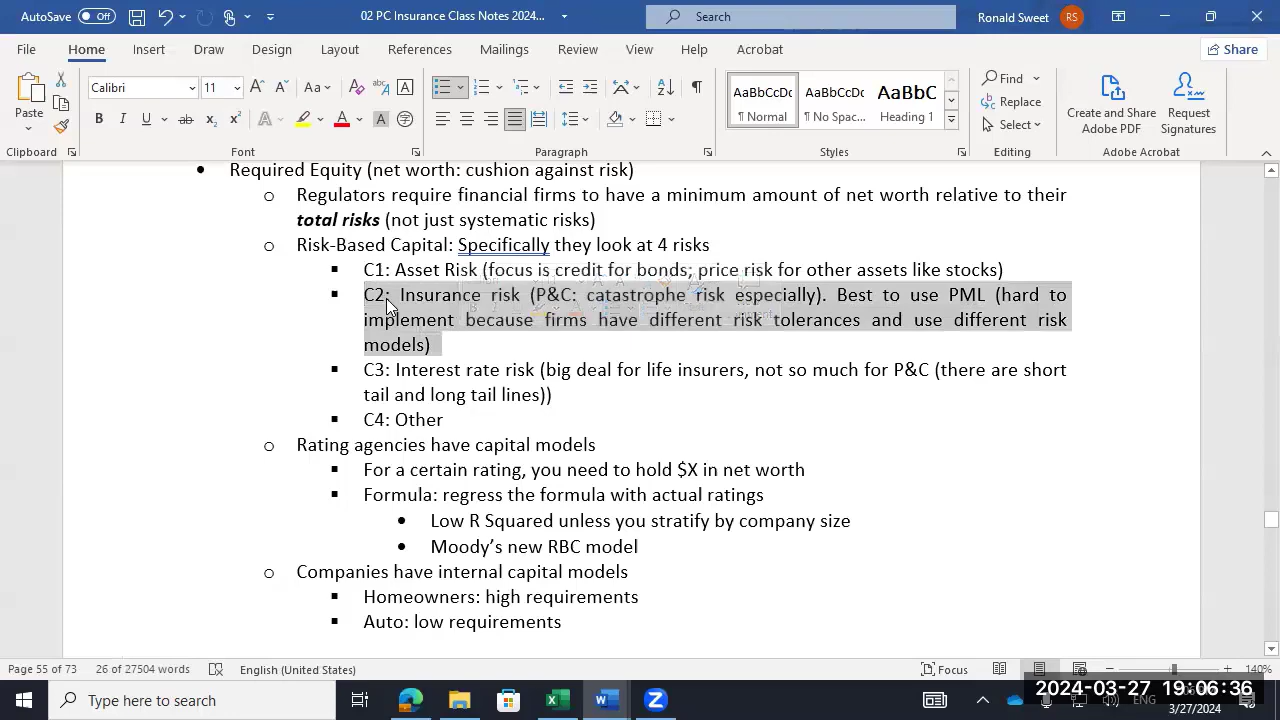 AutoSave Off 02 PC Insurance Class Notes 2024... Search Ronald Sweet RS
File Home Insert Draw Design Layout References Mailings Review View Help Acrobat Share
Paste Calibri 11 Aa AaBbCcDc AaBbCcDc AaBbC Find
Replace Create and Share Request
¶ Normal ¶ No Spac... Heading 1 Select Adobe PDF Signatures
Clipboard Font Paragraph Styles Editing Adobe Acrobat
• Required Equity (net worth: cushion against risk)
o Regulators require financial firms to have a minimum amount of net worth relative to their
total risks (not just systematic risks)
o Risk-Based Capital: Specifically they look at 4 risks
▪ C1: Asset Risk (focus is credit for bonds; price risk for other assets like stocks)
▪ C2: Insurance risk (P&C: catastrophe risk especially). Best to use PML (hard to
implement because firms have different risk tolerances and use different risk
models)
▪ C3: Interest rate risk (big deal for life insurers, not so much for P&C (there are short
tail and long tail lines))
▪ C4: Other
o Rating agencies have capital models
▪ For a certain rating, you need to hold $X in net worth
▪ Formula: regress the formula with actual ratings
• Low R Squared unless you stratify by company size
• Moody's new RBC model
o Companies have internal capital models
▪ Homeowners: high requirements
▪ Auto: low requirements
Page 55 of 73 26 of 27504 words English (United States) Focus 140%
Type here to search ENG 2024-03-27 19:06:36
3/27/2024